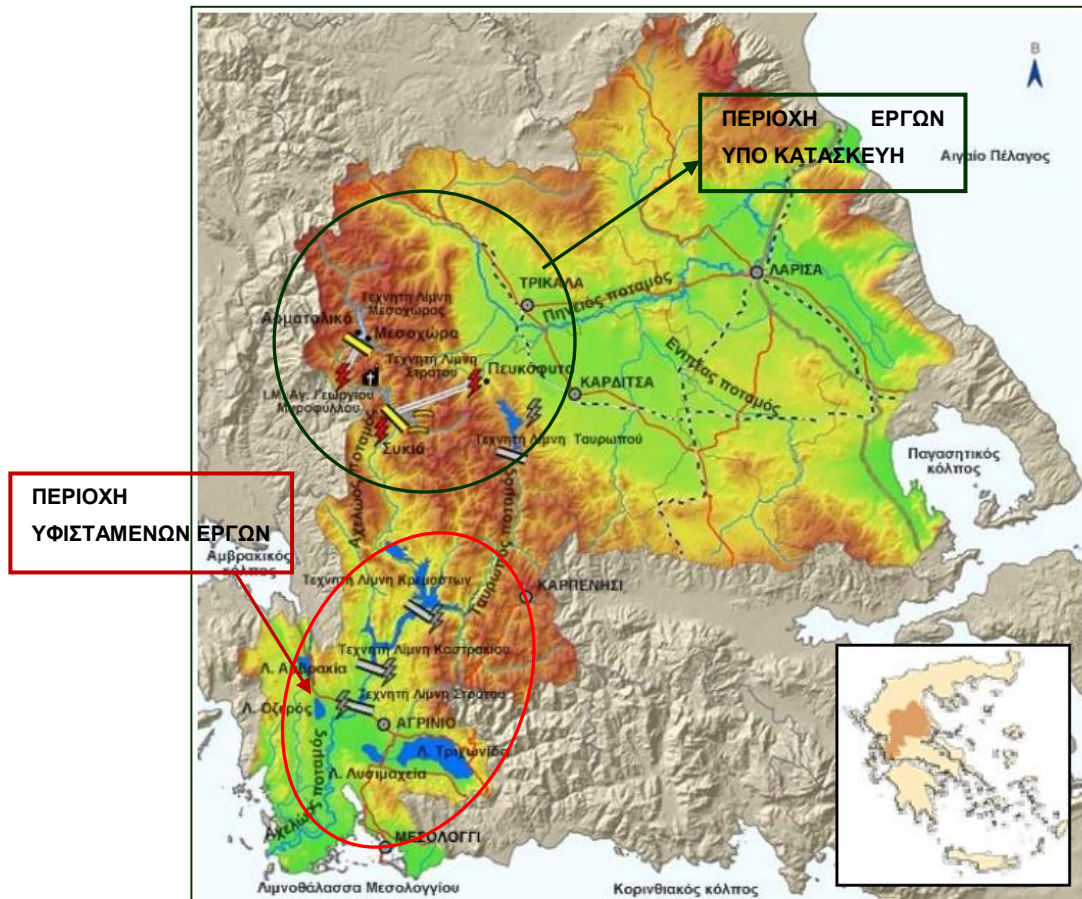 Β
ΠΕΡΙΟΧΗ ΕΡΓΩΝ
ΥΠΟ ΚΑΤΑΣΚΕΥΗ
Αιγαίο Πέλαγος
ΛΑΡΙΣΑ
ΤΡΙΚΑΛΑ
Πηνειός ποταμός
Τεχνητή Λίμνη
Μεσοχώρας
Αρματολικό
Μεσοχώρα
Τεχνητή Λίμνη
Στράτου
Πευκόφυτο
Ενιπέας ποταμός
ΚΑΡΔΙΤΣΑ
Ι.Μ. Αγ. Γεωργίου
Μυροφύλλου
Συκιά
Τεχνητή Λίμνη Ταυρωπού
Παγασητικός
κόλπος
Αχελώος ποταμός
Ταυρωπός ποταμός
ΠΕΡΙΟΧΗ
ΥΦΙΣΤΑΜΕΝΩΝ ΕΡΓΩΝ
Αμβρακικός
κόλπος
Τεχνητή Λίμνη Κρεμαστών
ΚΑΡΠΕΝΗΣΙ
Τεχνητή Λίμνη Καστρακίου
Λ. Αμβρακία
Τεχνητή Λίμνη Στράτου
Λ. Οζερός
ΑΓΡΙΝΙΟ
Λ. Τριχωνίδα
Λ. Λυσιμαχεία
Αχελώος ποταμός
ΜΕΣΟΛΟΓΓΙ
Λιμνοθάλασσα Μεσολογγίου
Κορινθιακός κόλπος